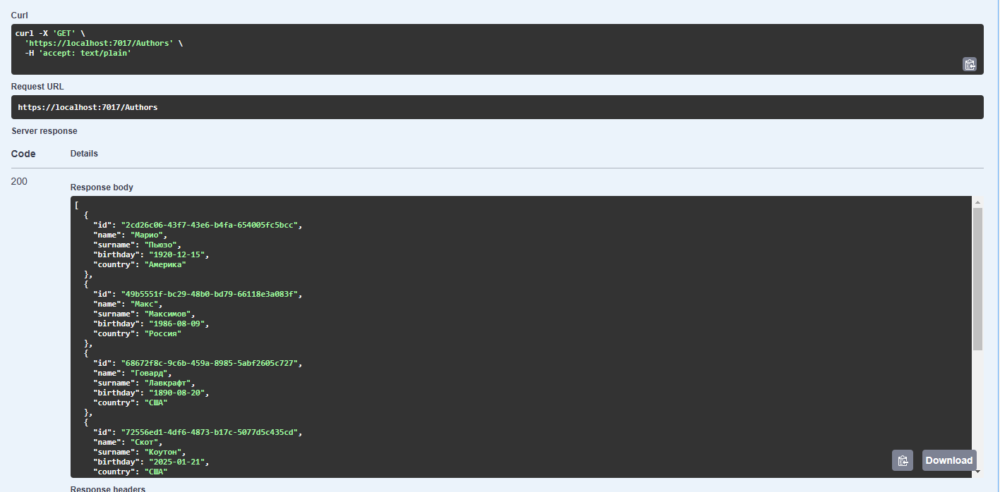 Curl
curl -X 'GET' \
  'https://localhost:7017/Authors' \
  -H 'accept: text/plain'
Request URL
https://localhost:7017/Authors
Server response
Code Details
200
Response body
[
  {
    "id": "2cd26c06-43f7-43e6-b4fa-654005fc5bcc",
    "name": "Марио",
    "surname": "Пьюзо",
    "birthday": "1920-12-15",
    "country": "Америка"
  },
  {
    "id": "49b5551f-bc29-48b0-bd79-66118e3a083f",
    "name": "Макс",
    "surname": "Максимов",
    "birthday": "1986-08-09",
    "country": "Россия"
  },
  {
    "id": "68672f8c-9c6b-459a-8985-5abf2605c727",
    "name": "Говард",
    "surname": "Лавкрафт",
    "birthday": "1890-08-20",
    "country": "США"
  },
  {
    "id": "72556ed1-4df6-4873-b17c-5077d5c435cd",
    "name": "Скот",
    "surname": "Коутон",
    "birthday": "2025-01-21",
    "country": "США"
Download
Response headers